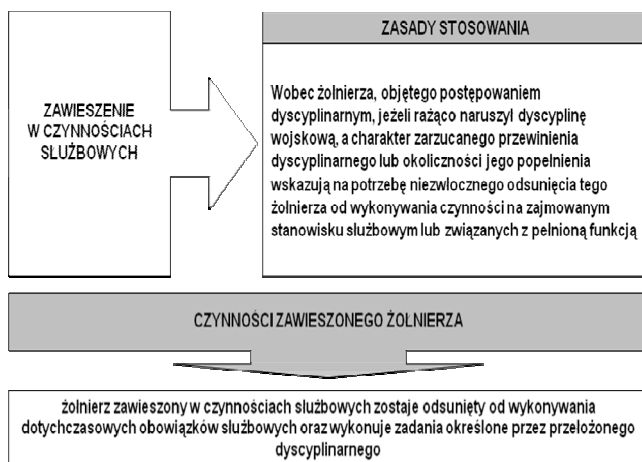 ZASADY STOSOWANIA
ZAWIESZENIE
W CZYNNOŚCIACH
SŁUŻBOWYCH
Wobec żołnierza, objętego postępowaniem
dyscyplinarnym, jeżeli rażąco naruszył dyscyplinę
wojskową, a charakter zarzucanego przewinienia
dyscyplinarnego lub okoliczności jego popełnienia
wskazują na potrzebę niezwłocznego odsunięcia tego
żołnierza od wykonywania czynności na zajmowanym
stanowisku służbowym lub związanych z pełnioną funkcją
CZYNNOŚCI ZAWIESZONEGO ŻOŁNIERZA
żołnierz zawieszony w czynnościach służbowych zostaje odsunięty od wykonywania
dotychczasowych obowiązków służbowych oraz wykonuje zadania określone przez przełożonego
dyscyplinarnego